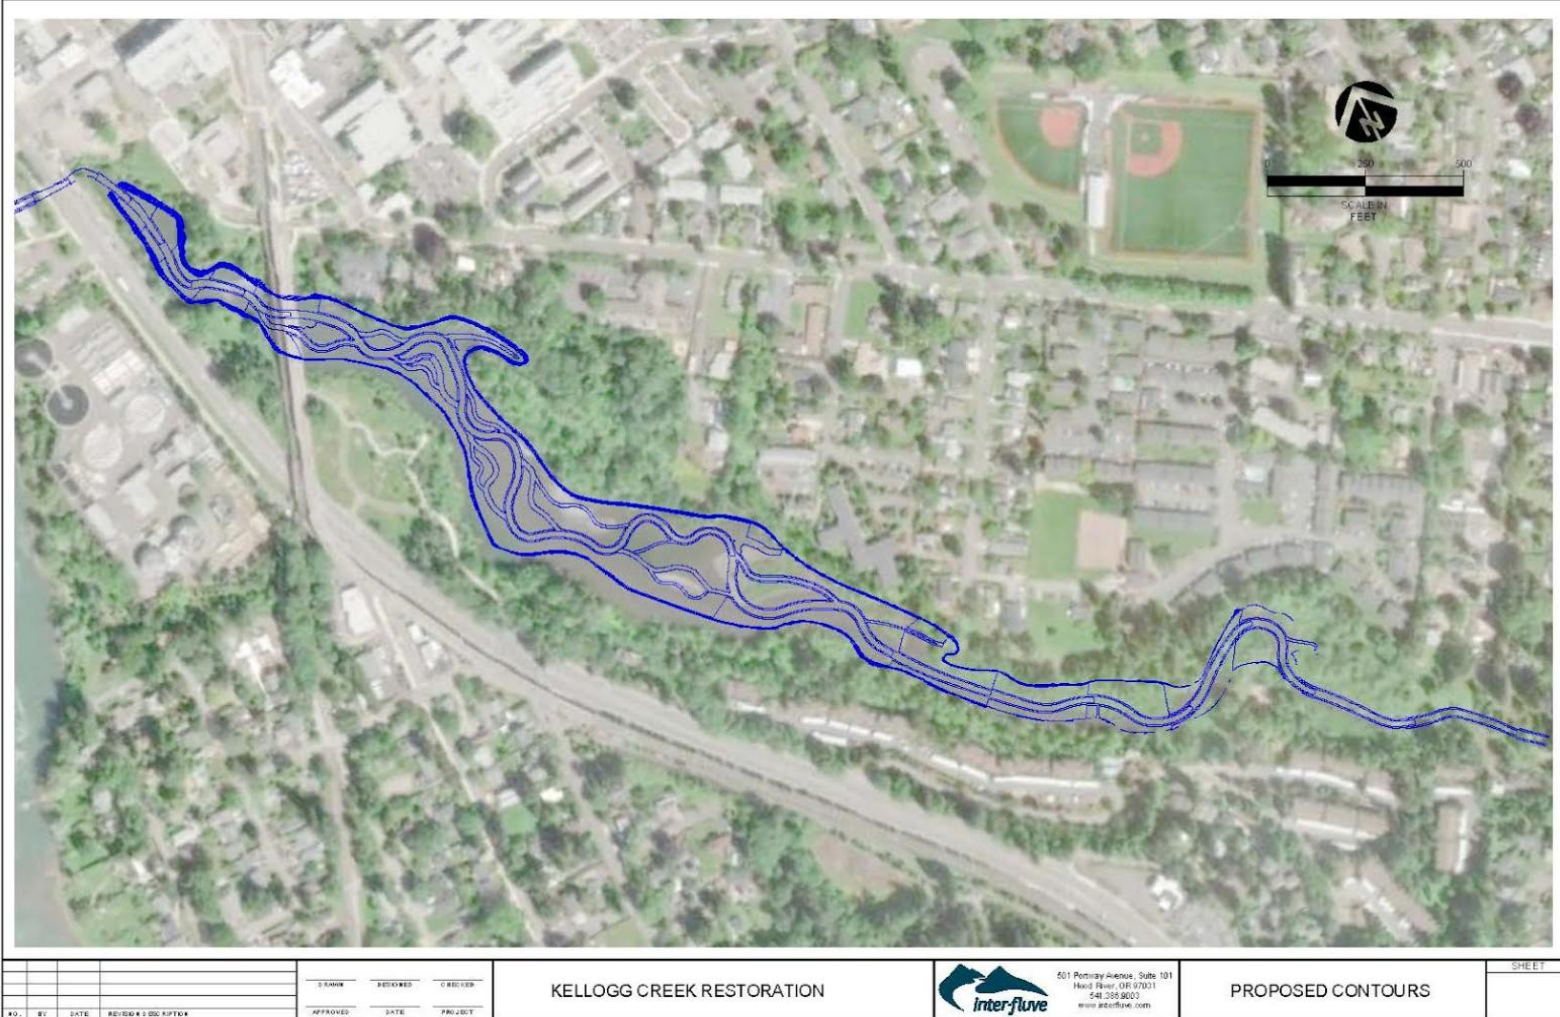 0 250 500
SCALE IN
FEET
SHEET
KELLOGG CREEK RESTORATION
inter-fluve
501 Portway Avenue, Suite 101
Hood River, OR 97031
541.386.9003
www.interfluve.com
PROPOSED CONTOURS
DRAWN DESIGNED CHECKED
APPROVED DATE PROJECT
NO. BY DATE REVISION DESCRIPTION